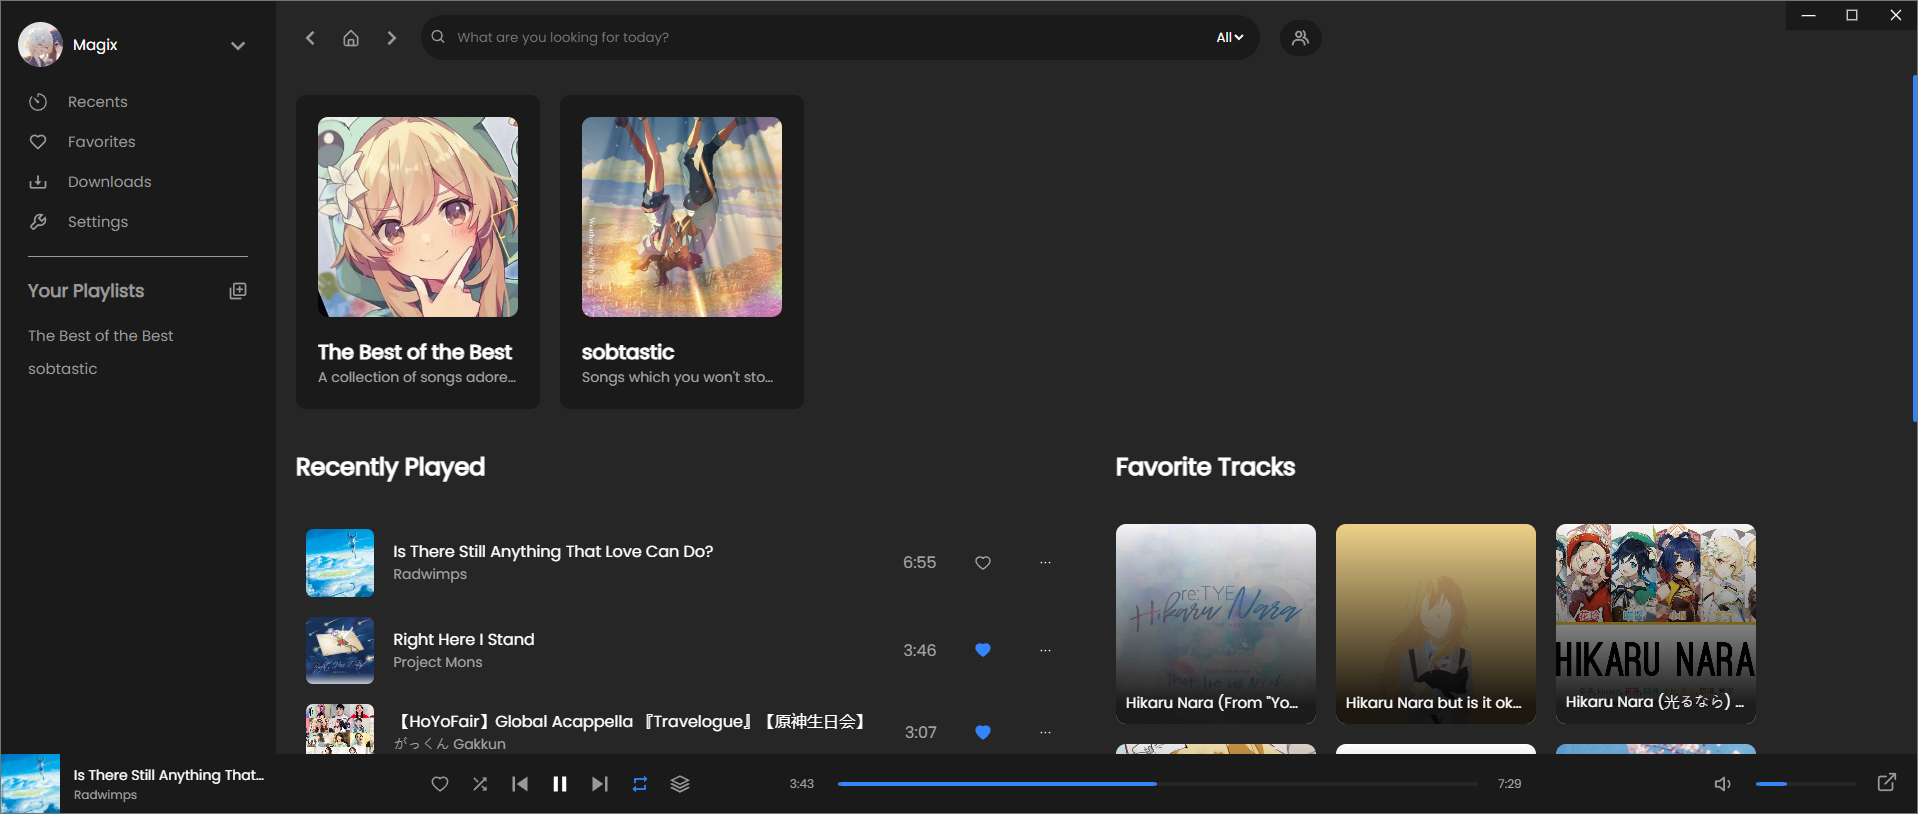 Magix
What are you looking for today?
All
Recents
Favorites
Downloads
Settings
Your Playlists
The Best of the Best
sobtastic
The Best of the Best
A collection of songs adore...
sobtastic
Songs which you won't sto...
Recently Played
Is There Still Anything That Love Can Do?
Radwimps
6:55
Right Here I Stand
Project Mons
3:46
【HoYoFair】Global Acappella 『Travelogue』【原神生日会】
がっくん Gakkun
3:07
Favorite Tracks
re:TYE
Hikaru Nara
Hikaru Nara (From "Yo...
Hikaru Nara but is it ok...
HIKARU NARA
Hikaru Nara (光るなら) ...
Is There Still Anything That...
Radwimps
3:43
7:29